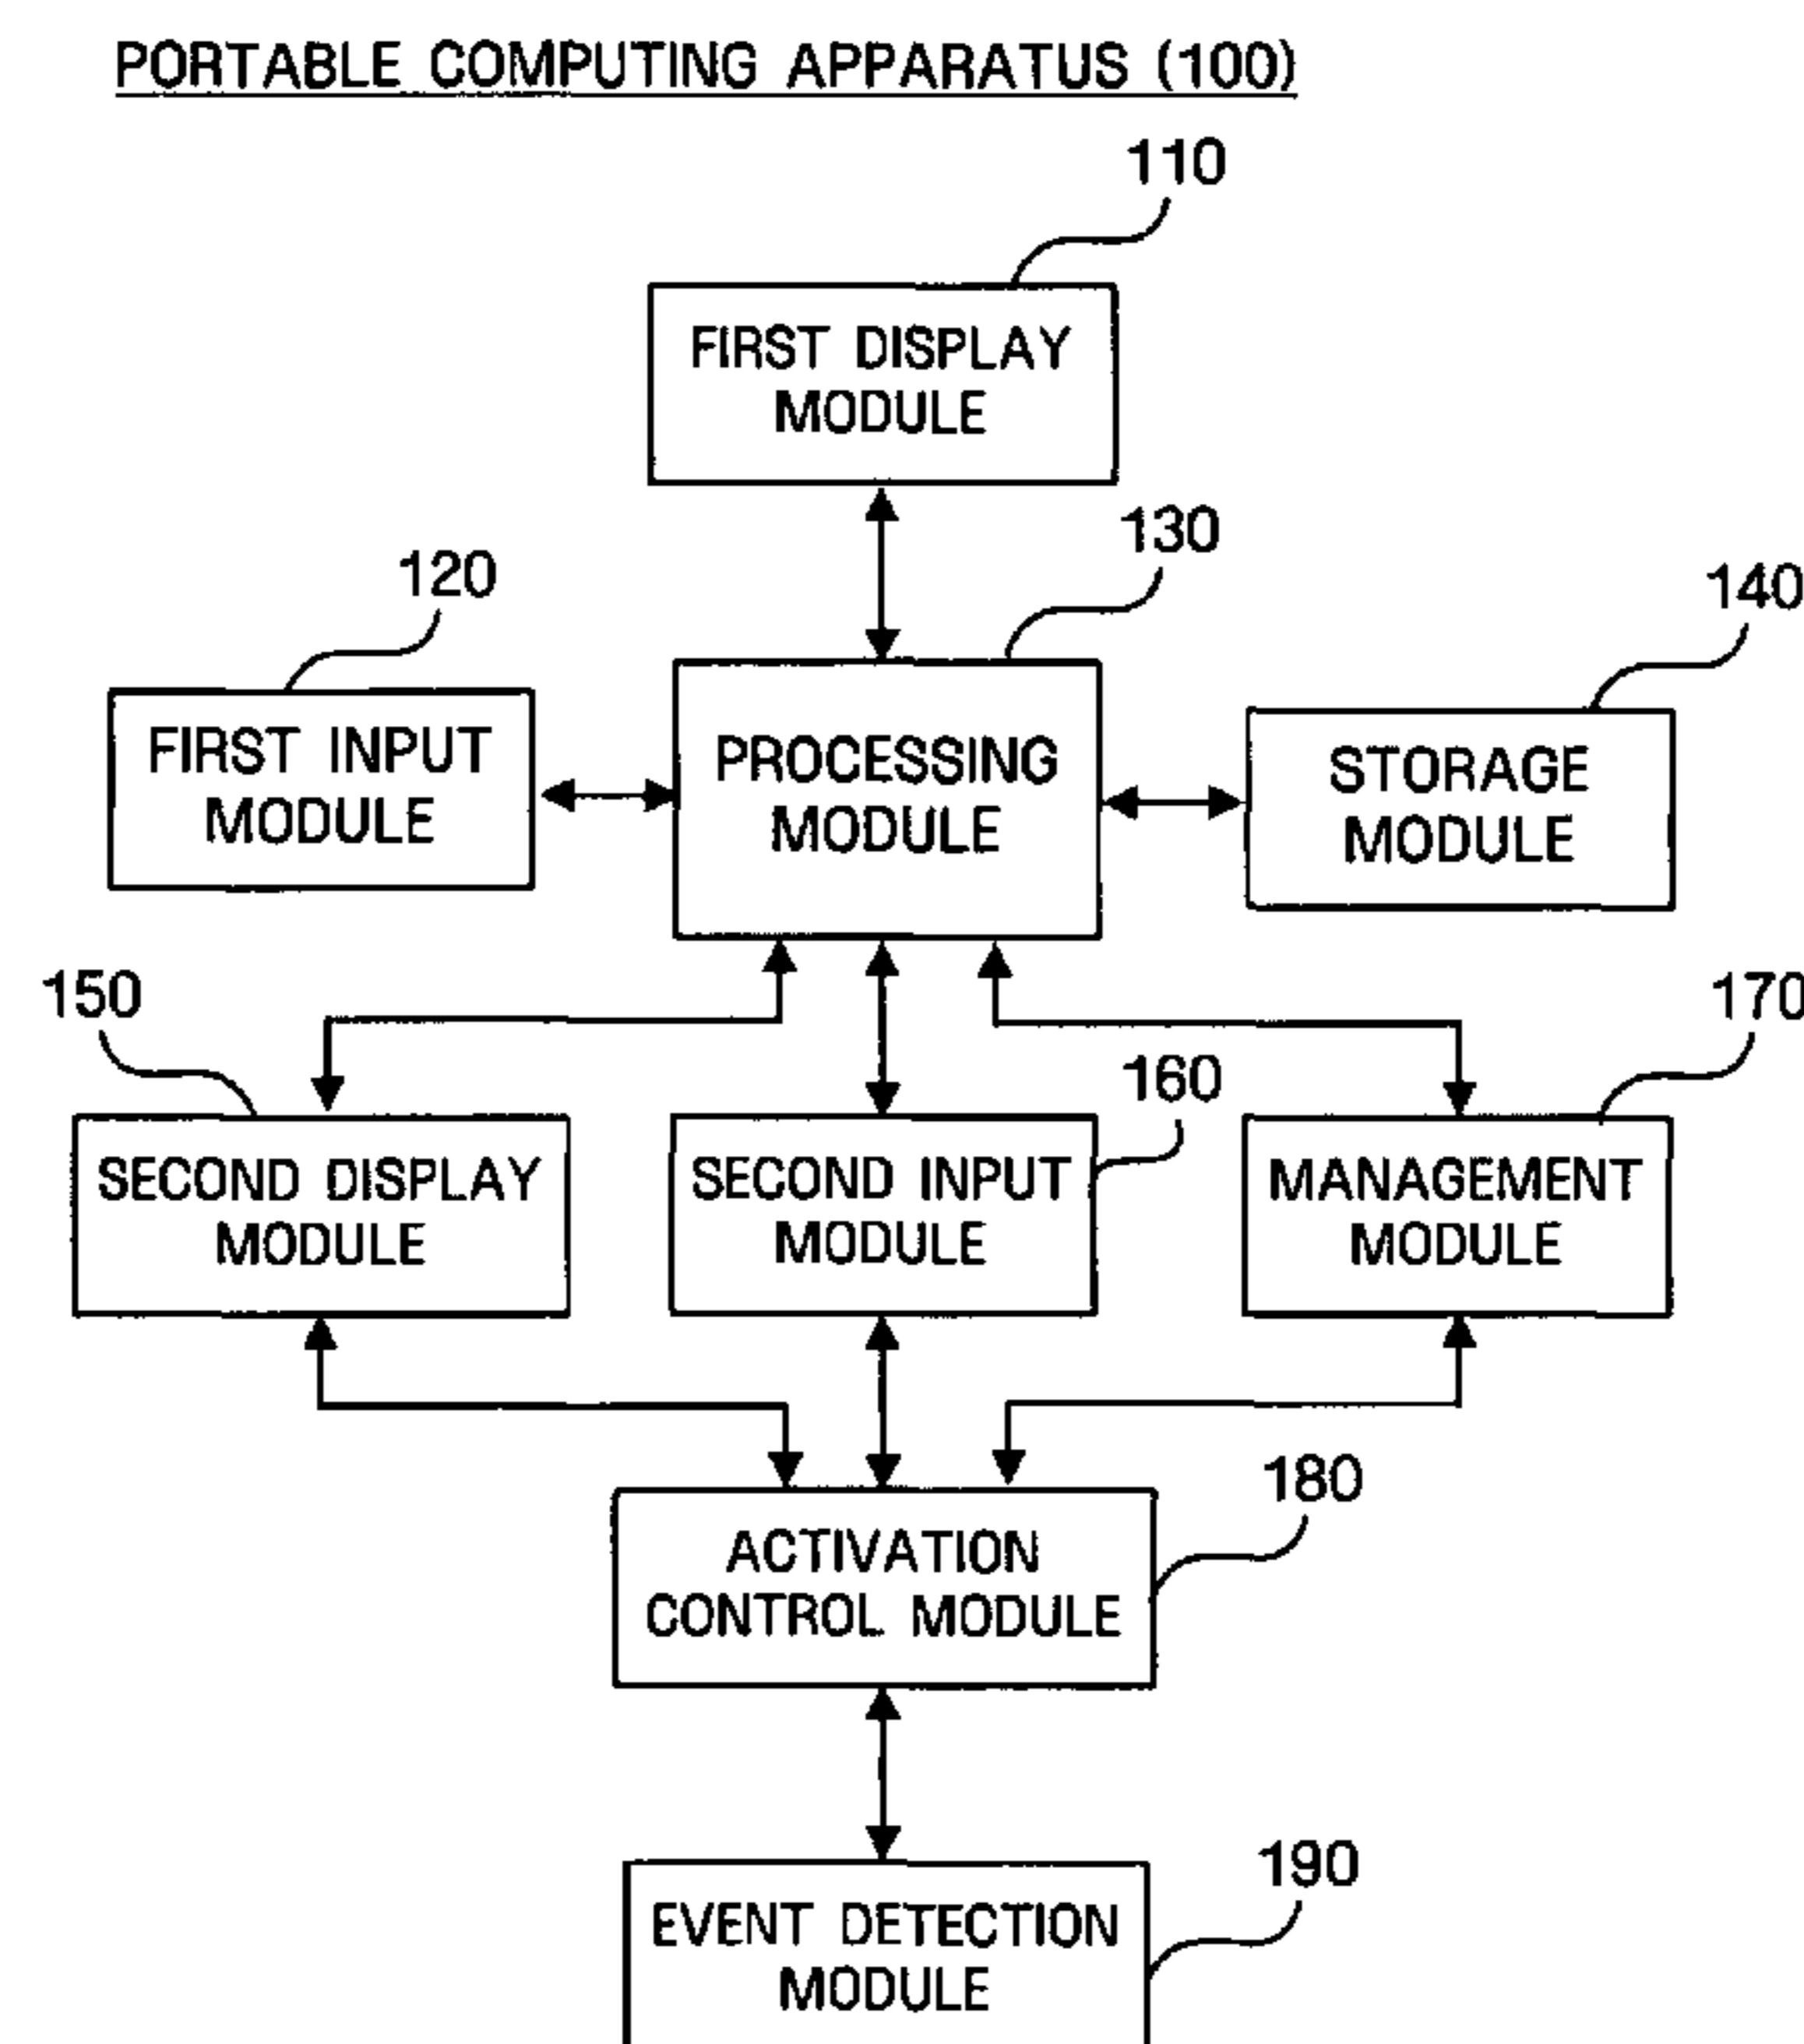 PORTABLE COMPUTING APPARATUS (100)
110
FIRST DISPLAY
MODULE
130
120
140
FIRST INPUT
MODULE
PROCESSING
MODULE
STORAGE
MODULE
150
170
160
SECOND DISPLAY
MODULE
SECOND INPUT
MODULE
MANAGEMENT
MODULE
180
ACTIVATION
CONTROL MODULE
190
EVENT DETECTION
MODULE